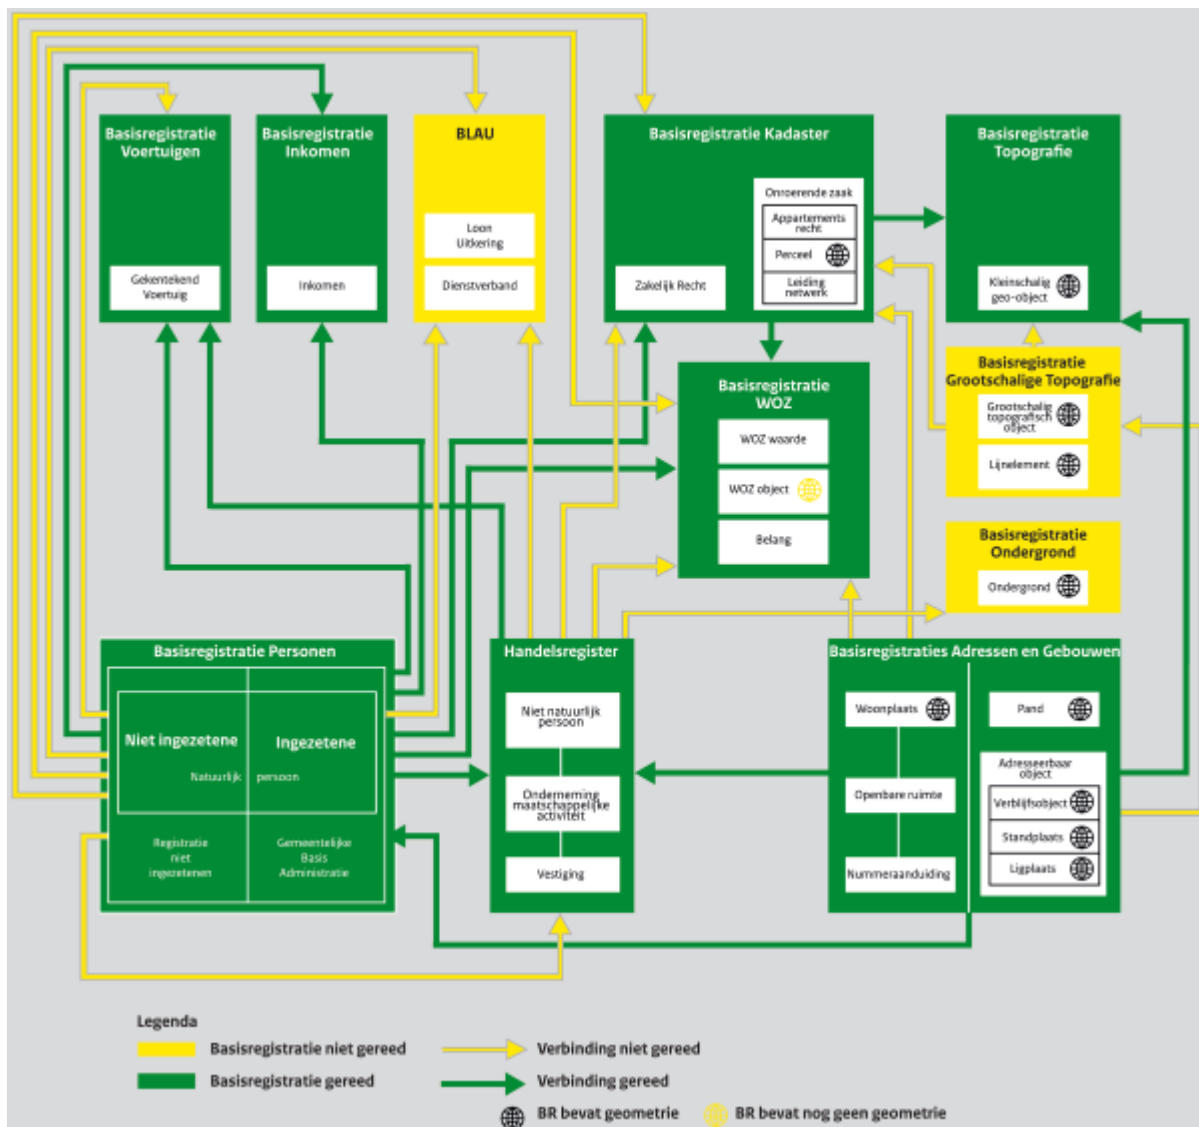 Basisregistratie
Voertuigen
Gekentekend
Voertuig
Basisregistratie
Inkomen
Inkomen
BLAU
Loon
Uitkering
Dienstverband
Basisregistratie Kadaster
Zakelijk Recht
Onroerende zaak
Appartements
recht
Perceel
Leiding
netwerk
Basisregistratie
Topografie
Kleinschalig
geo-object
Basisregistratie
Grootschalige Topografie
Grootschalig
topografisch
object
Lijnelement
Basisregistratie
WOZ
WOZ waarde
WOZ object
Belang
Basisregistratie
Ondergrond
Ondergrond
Basisregistratie Personen
Niet ingezetene
Ingezetene
Natuurlijk persoon
Registratie
niet
ingezetenen
Gemeentelijke
Basis
Administratie
Handelsregister
Niet natuurlijk
persoon
Onderneming
maatschappelijke
activiteit
Vestiging
Basisregistraties Adressen en Gebouwen
Woonplaats
Openbare ruimte
Nummeraanduiding
Pand
Adresseerbaar
object
Verblijfsobject
Standplaats
Ligplaats
Legenda
Basisregistratie niet gereed
Verbinding niet gereed
Basisregistratie gereed
Verbinding gereed
BR bevat geometrie
BR bevat nog geen geometrie